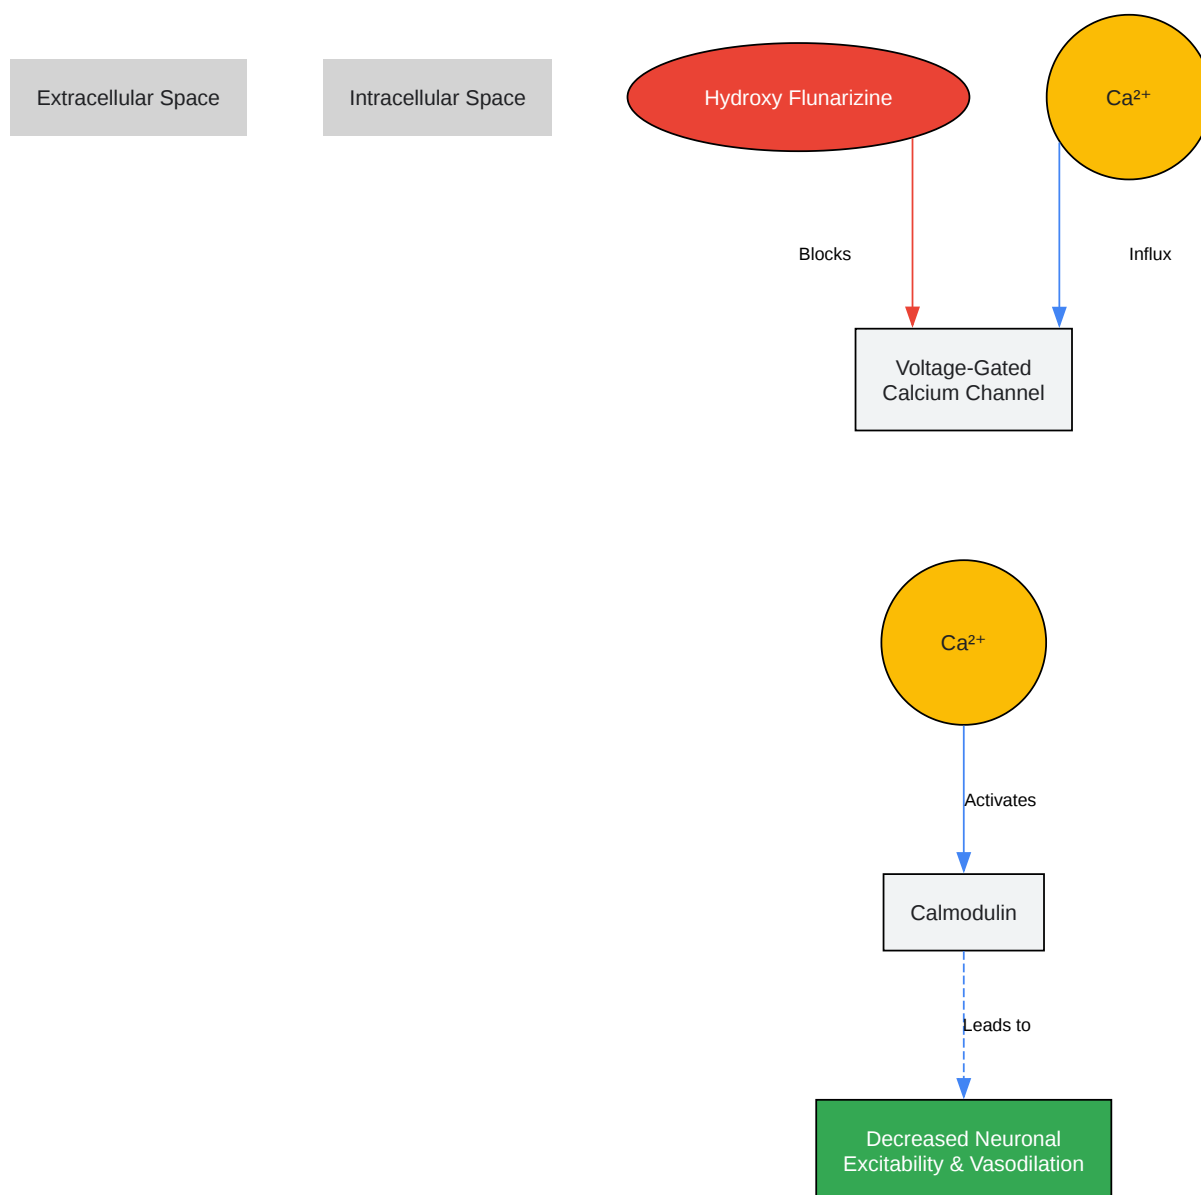 Extracellular Space
Intracellular Space
Hydroxy Flunarizine
Ca²⁺
Blocks
Influx
Voltage-Gated
Calcium Channel
Ca²⁺
Activates
Calmodulin
Leads to
Decreased Neuronal
Excitability & Vasodilation